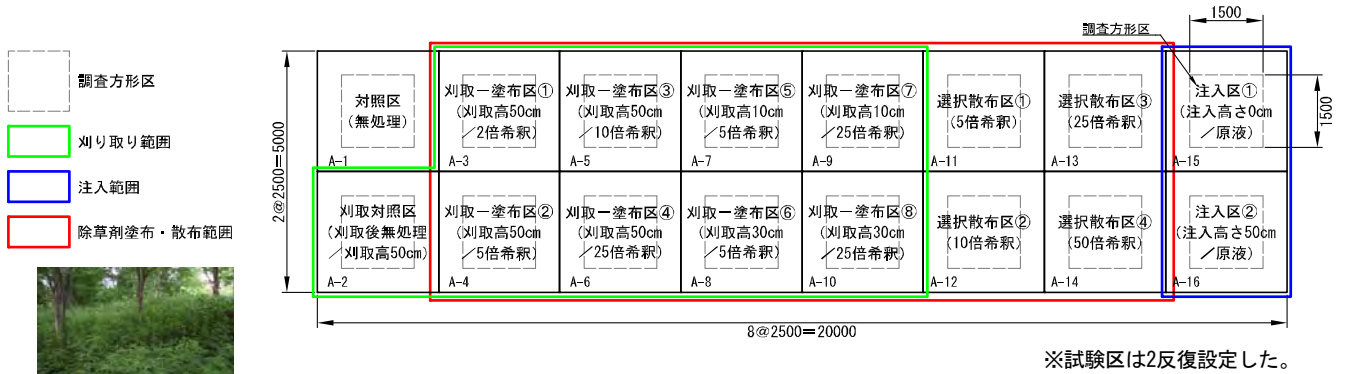 調査方形区
刈り取り範囲
注入範囲
除草剤塗布・散布範囲
2@2500=5000
対照区
(無処理)
A-1
刈取ー塗布区①
(刈取高50cm
/2倍希釈)
A-3
刈取ー塗布区③
(刈取高50cm
/10倍希釈)
A-5
刈取ー塗布区⑤
(刈取高10cm
/5倍希釈)
A-7
刈取ー塗布区⑦
(刈取高10cm
/25倍希釈)
A-9
選択散布区①
(5倍希釈)
A-11
選択散布区③
(25倍希釈)
A-13
調査方形区
1500
1500
注入区①
(注入高さ0cm
/原液)
A-15
刈取対照区
(刈取後無処理
/刈取高50cm)
A-2
刈取ー塗布区②
(刈取高50cm
/5倍希釈)
A-4
刈取ー塗布区④
(刈取高50cm
/25倍希釈)
A-6
刈取ー塗布区⑥
(刈取高30cm
/5倍希釈)
A-8
刈取ー塗布区⑧
(刈取高30cm
/25倍希釈)
A-10
選択散布区②
(10倍希釈)
A-12
選択散布区④
(50倍希釈)
A-14
注入区②
(注入高さ50cm
/原液)
A-16
8@2500=20000
※試験区は2反復設定した。